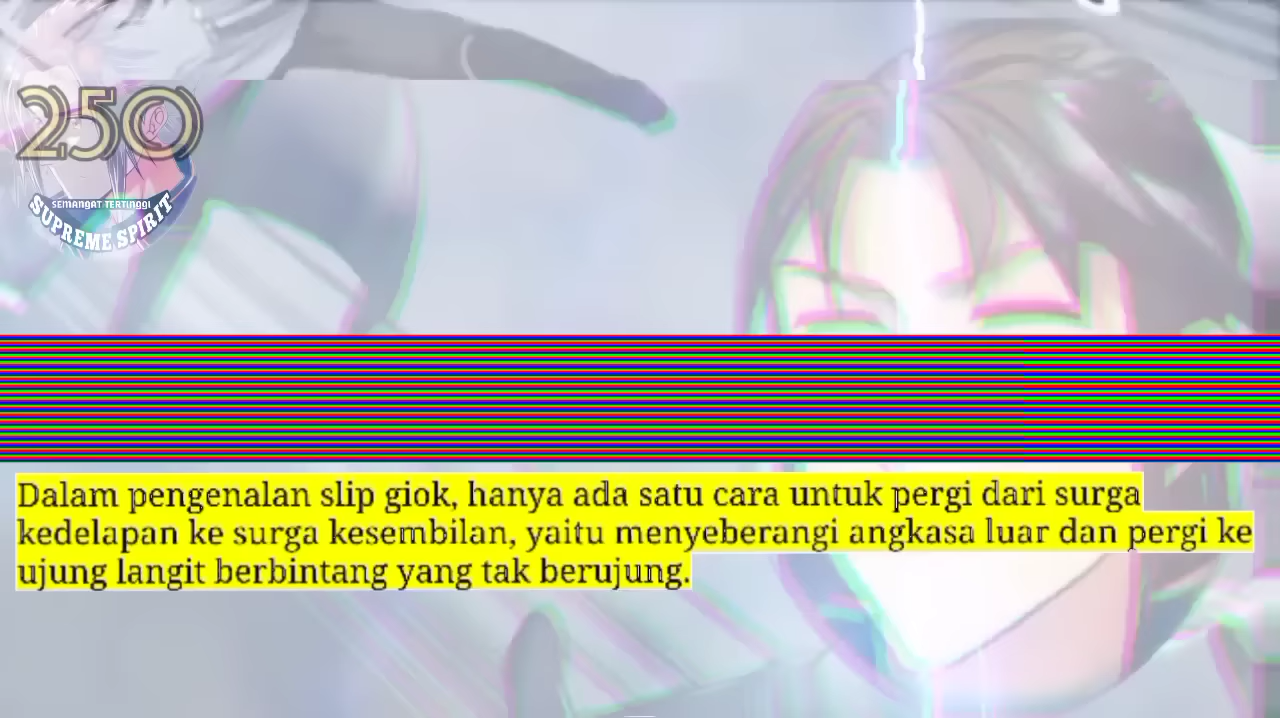 250
SEMANGAT TERTINGGI
SUPREME SPIRIT
Dalam pengenalan slip giok, hanya ada satu cara untuk pergi dari surga
kedelapan ke surga kesembilan, yaitu menyeberangi angkasa luar dan pergi ke
ujung langit berbintang yang tak berujung.